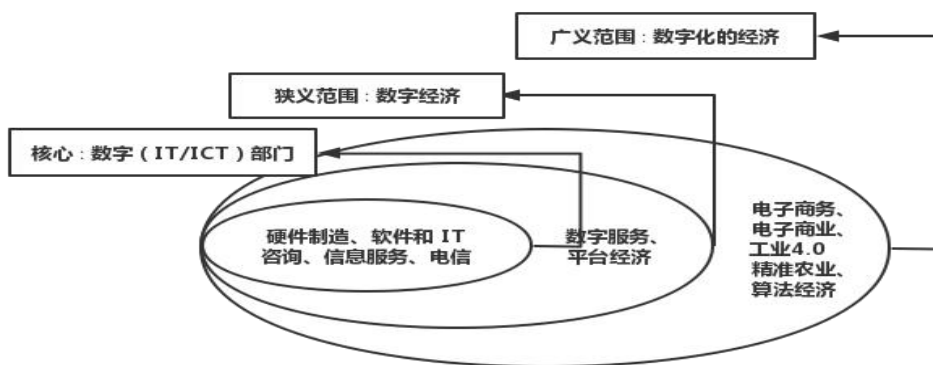 广义范围：数字化的经济
狭义范围：数字经济
核心：数字（IT/ICT）部门
硬件制造、软件和 IT
咨询、信息服务、电信
数字服务、
平台经济
电子商务、
电子商业、
工业4.0
精准农业、
算法经济